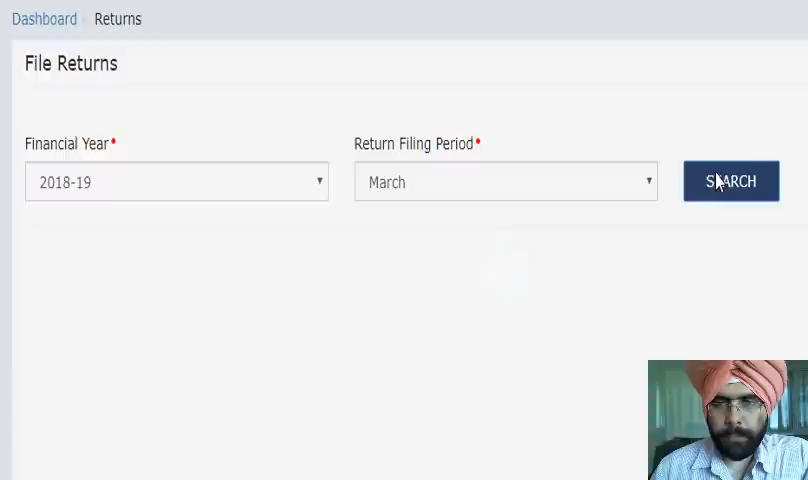 Dashboard Returns
File Returns
Financial Year• Return Filing Period•
2018-19 March SEARCH